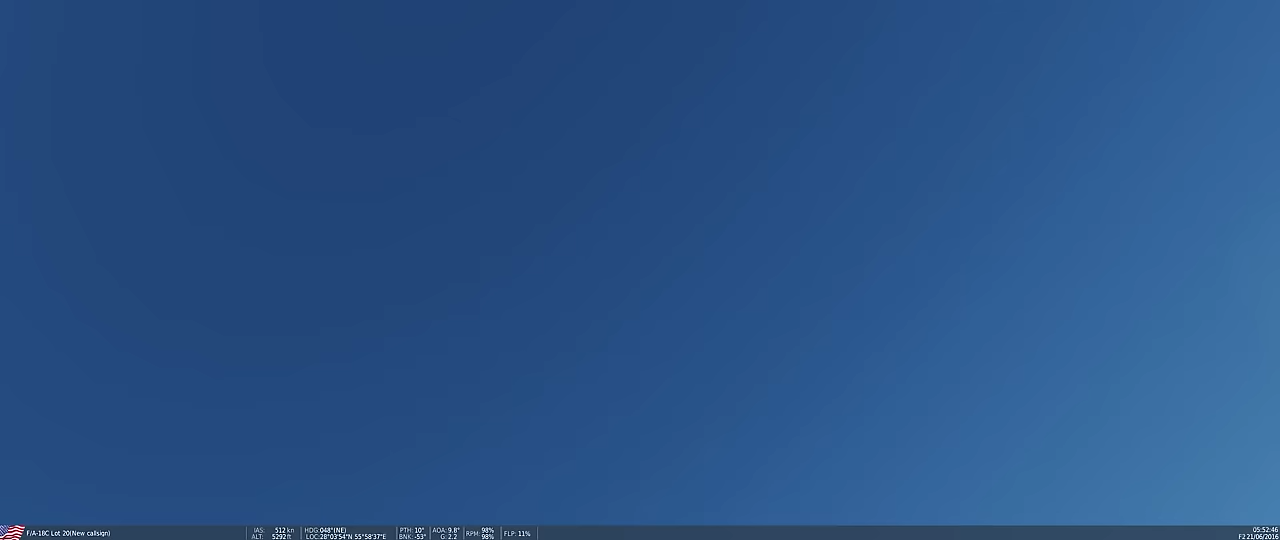 F/A-18C Lot 20(New callsign)
IAS: 512 kn
ALT: 5292 ft
HDG:048°(NE)
LOC:28°03'54"N 55°58'37"E
PTH: 10°
BNK: -53°
AOA: 9.8°
G: 2.2
RPM: 98%
98%
FLP: 11%
05:52:46
F2 21/06/2016